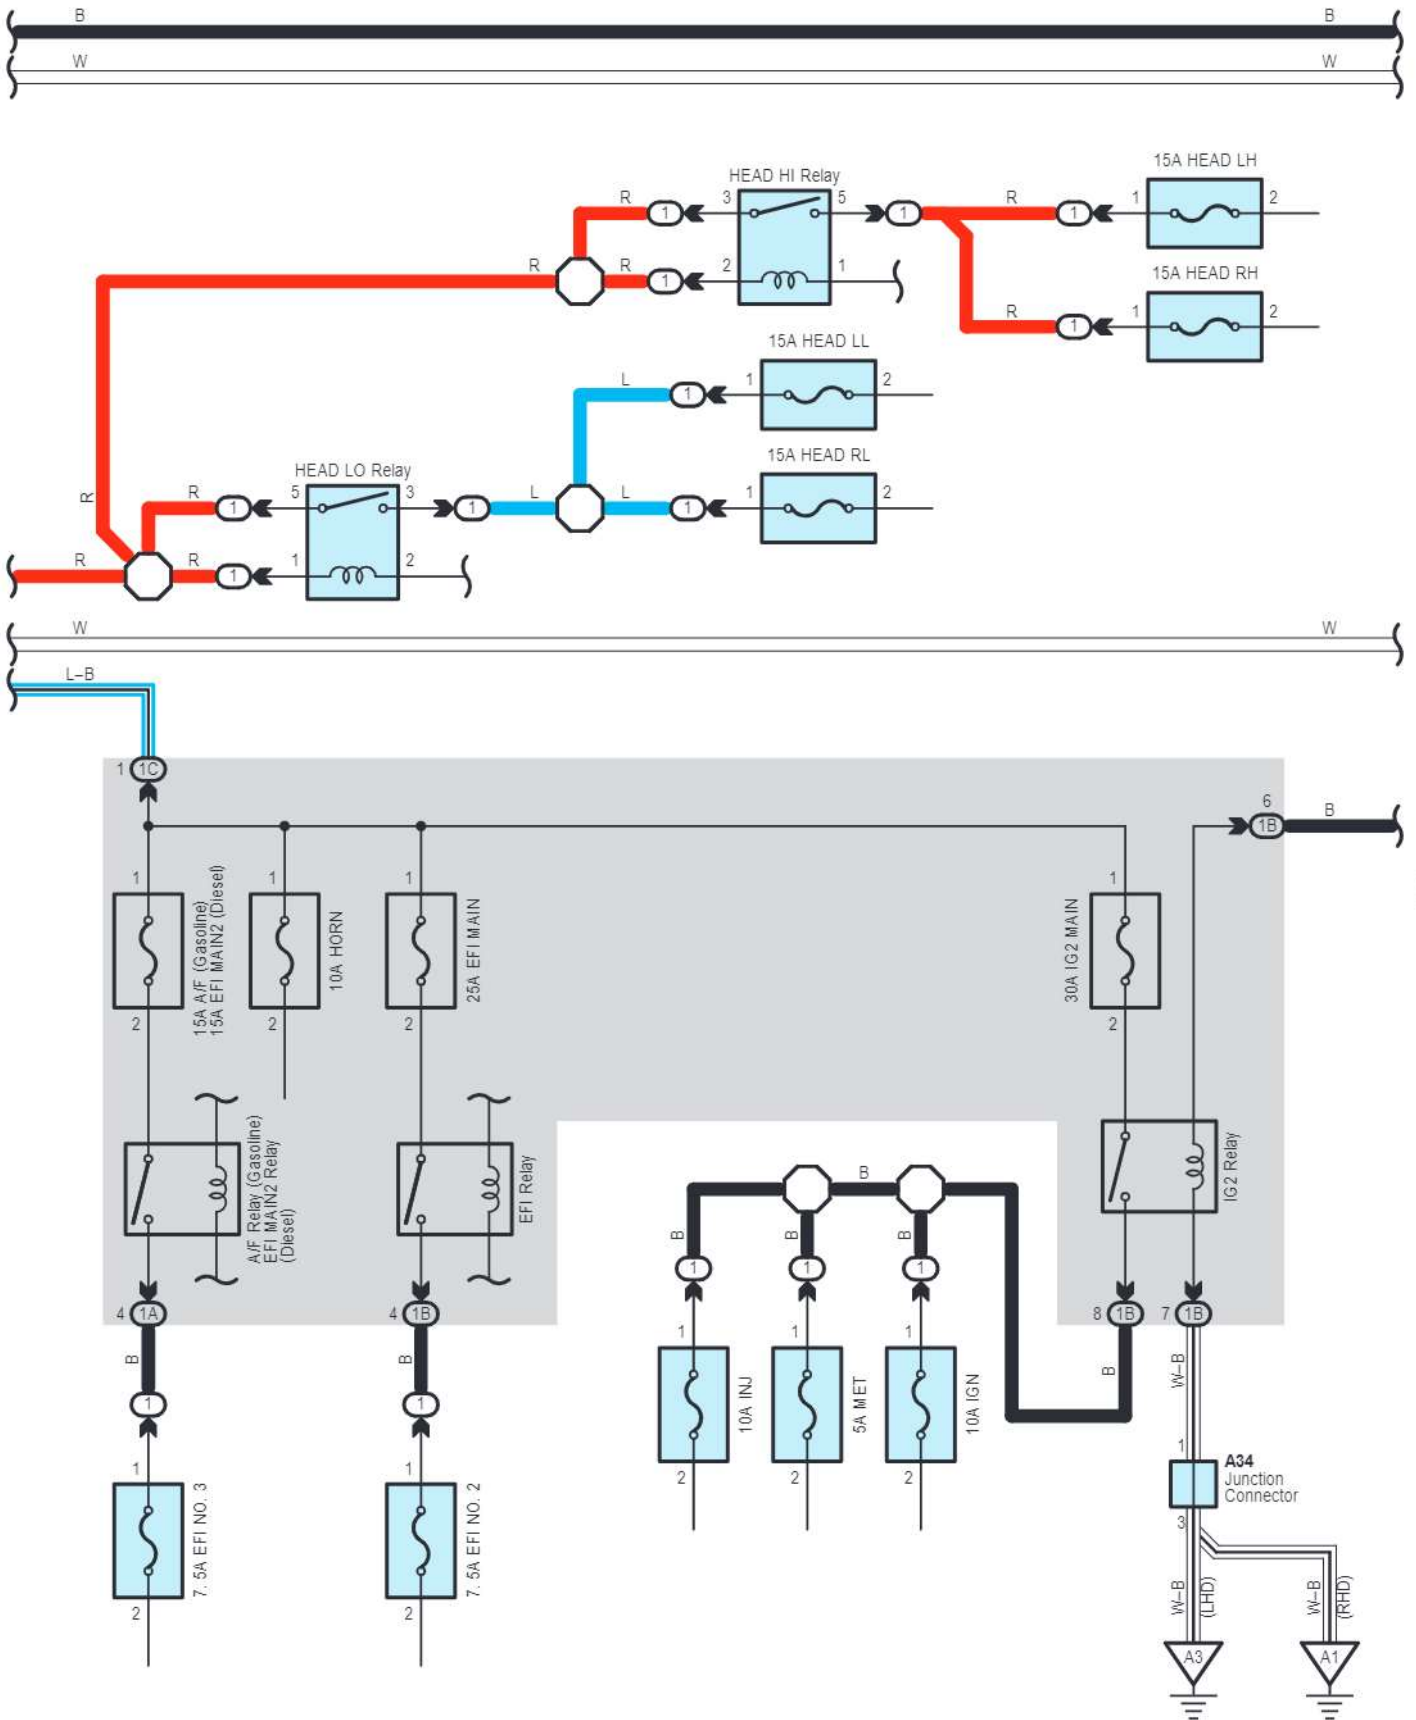 B B
W W
HEAD HI Relay
15A HEAD LH
R 1 3 5 1 R 1 1 2
R R 1 2 1
15A HEAD RH
R 1 1 2
15A HEAD LL
L 1 1 2
HEAD LO Relay
15A HEAD RL
R
R 1 5 3 1 L L 1 1 2
R R 1 1 2
W W
L–B
1 1C
6
1B B
1 1 1 1
15A A/F (Gasoline)
15A EFI MAIN2 (Diesel)
10A HORN
25A EFI MAIN
30A IG2 MAIN
2 2 2 2
A/F Relay (Gasoline)
EFI MAIN2 Relay
(Diesel)
EFI Relay
IG2 Relay
B
B B B
1 1 1
4 1A 4 1B 8 1B 7 1B
1 1 1
B B B W–B
1 1
10A INJ
5A MET
10A IGN
2 2 2
1
A34
Junction
Connector
3
1 1
7. 5A EFI NO. 3
7. 5A EFI NO. 2
2 2
W–B
(LHD)
W–B
(RHD)
A3 A1